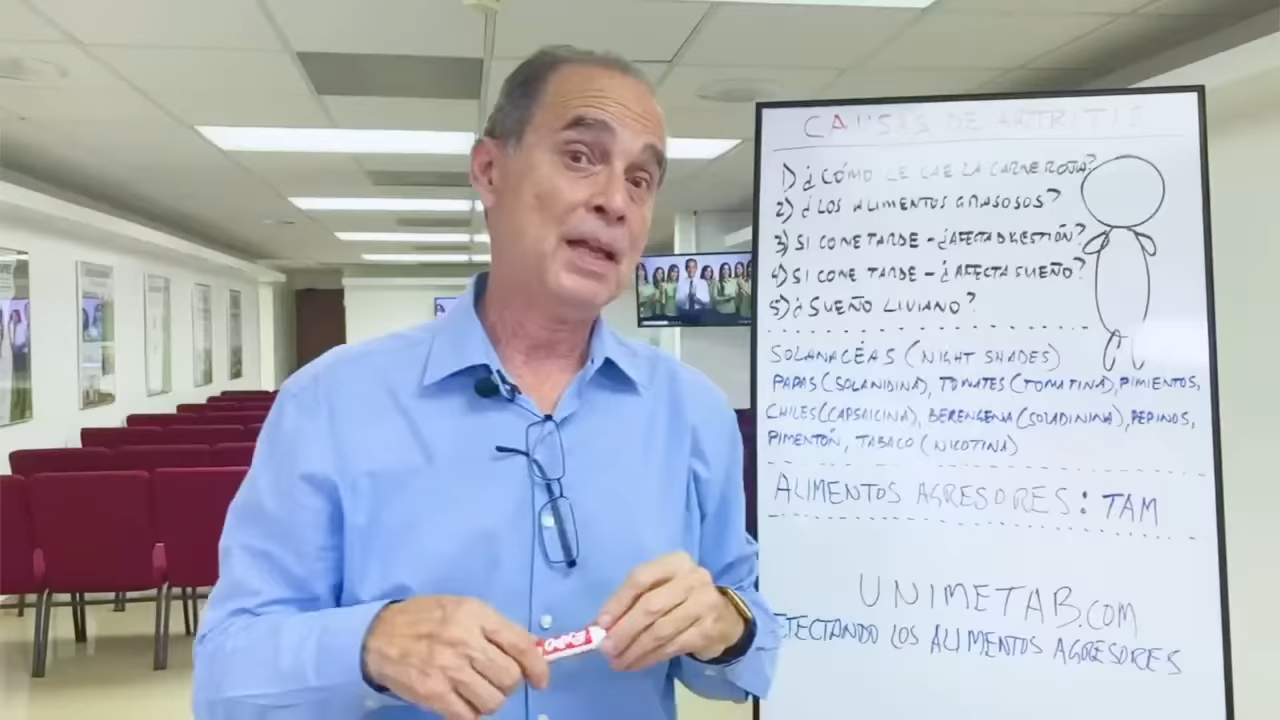 CAUSAS DE ARTRITIS
1) ¿CÓMO LE CAE LA CARNE ROJA?
2) ¿LOS ALIMENTOS GRASOSOS?
3) SI COME TARDE - ¿AFECTA DIGESTIÓN?
4) SI COME TARDE - ¿AFECTA SUEÑO?
5) ¿SUEÑO LIVIANO?
SOLANACÉAS (NIGHT SHADES)
PAPAS (SOLANIDINA), TOMATES (TOMATINA), PIMIENTOS,
CHILES (CAPSAICINA), BERENGENA (SOLADININA), PEPINOS,
PIMENTÓN, TABACO (NICOTINA)
ALIMENTOS AGRESORES: TAM
UNIMETAB.COM
ETECTANDO LOS ALIMENTOS AGRESORES